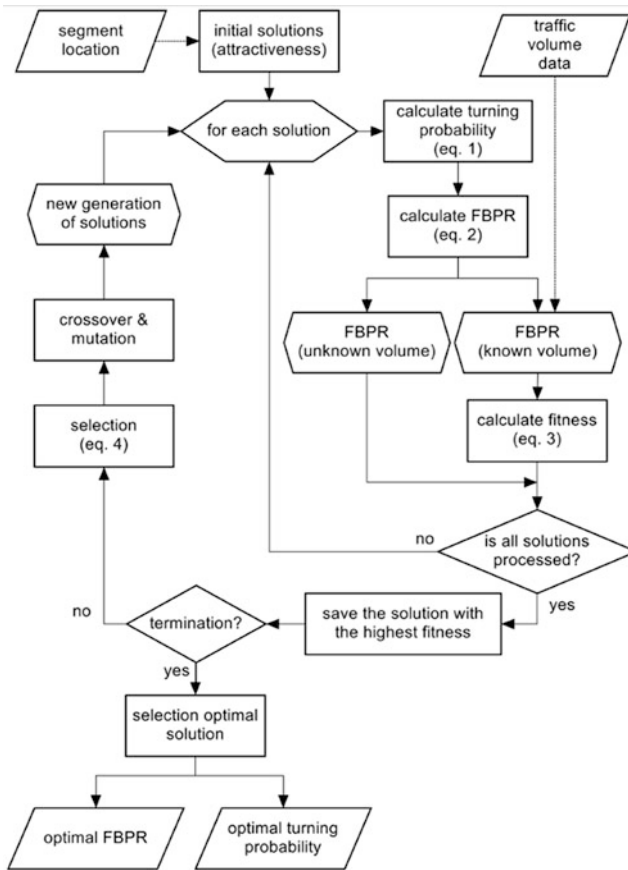 segment
location
initial solutions
(attractiveness)
traffic
volume
data
for each solution
calculate turning
probability
(eq. 1)
new generation
of solutions
calculate FBPR
(eq. 2)
crossover &
mutation
FBPR
(unknown volume)
FBPR
(known volume)
selection
(eq. 4)
calculate fitness
(eq. 3)
no
is all solutions
processed?
no
yes
termination?
save the solution with
the highest fitness
yes
selection optimal
solution
optimal FBPR
optimal turning
probability